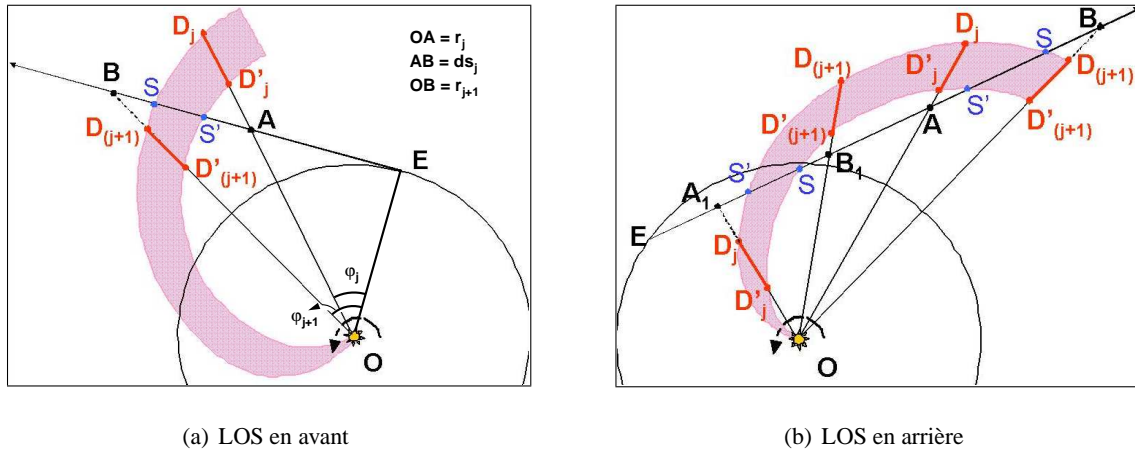 D_j
OA = r_j
AB = ds_j
OB = r_{j+1}
B
S
D'_j
S'
A
D_(j+1)
E
D'_(j+1)
φ_j
φ_{j+1}
O
(a) LOS en avant
B
D_j
S
D_(j+1)
D_(j+1)
D'_j
S'
A
D'_(j+1)
D'_(j+1)
B_1
S'
S
A_1
E
D_j
D'_j
O
(b) LOS en arrière